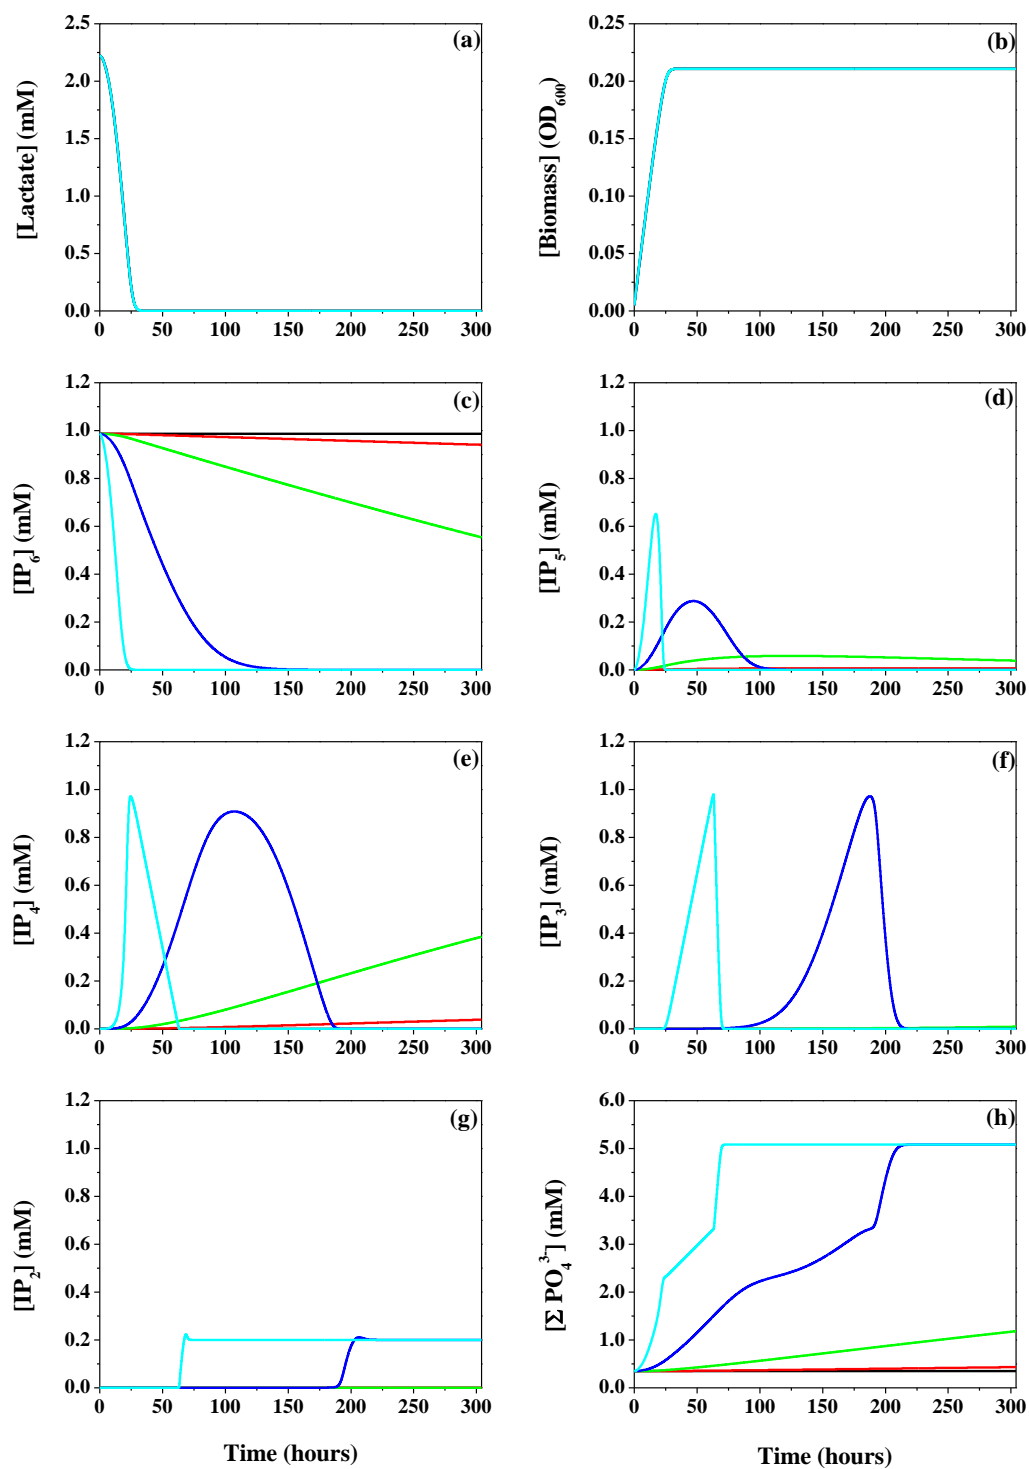 (a)
[Lactate] (mM)
2.5
2.0
1.5
1.0
0.5
0.0
0 50 100 150 200 250 300
(b)
[Biomass] (OD600)
0.25
0.20
0.15
0.10
0.05
0.00
0 50 100 150 200 250 300
(c)
[IP6] (mM)
1.2
1.0
0.8
0.6
0.4
0.2
0.0
0 50 100 150 200 250 300
(d)
[IP5] (mM)
1.2
1.0
0.8
0.6
0.4
0.2
0.0
0 50 100 150 200 250 300
(e)
[IP4] (mM)
1.2
1.0
0.8
0.6
0.4
0.2
0.0
0 50 100 150 200 250 300
(f)
[IP3] (mM)
1.2
1.0
0.8
0.6
0.4
0.2
0.0
0 50 100 150 200 250 300
(g)
[IP2] (mM)
1.2
1.0
0.8
0.6
0.4
0.2
0.0
0 50 100 150 200 250 300
Time (hours)
(h)
[Σ PO4 3-] (mM)
6.0
5.0
4.0
3.0
2.0
1.0
0.0
0 50 100 150 200 250 300
Time (hours)